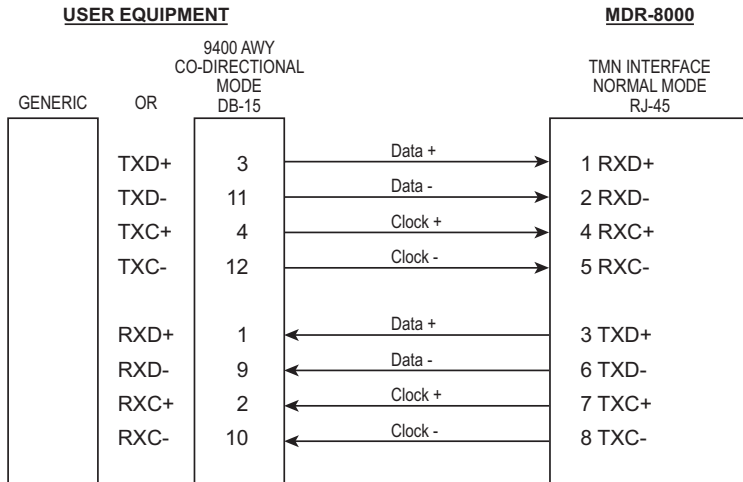 USER EQUIPMENT MDR-8000
9400 AWY
CO-DIRECTIONAL
MODE
DB-15
TMN INTERFACE
NORMAL MODE
RJ-45
GENERIC OR
TXD+ 3 Data + 1 RXD+
TXD- 11 Data - 2 RXD-
TXC+ 4 Clock + 4 RXC+
TXC- 12 Clock - 5 RXC-
RXD+ 1 Data + 3 TXD+
RXD- 9 Data - 6 TXD-
RXC+ 2 Clock + 7 TXC+
RXC- 10 Clock - 8 TXC-